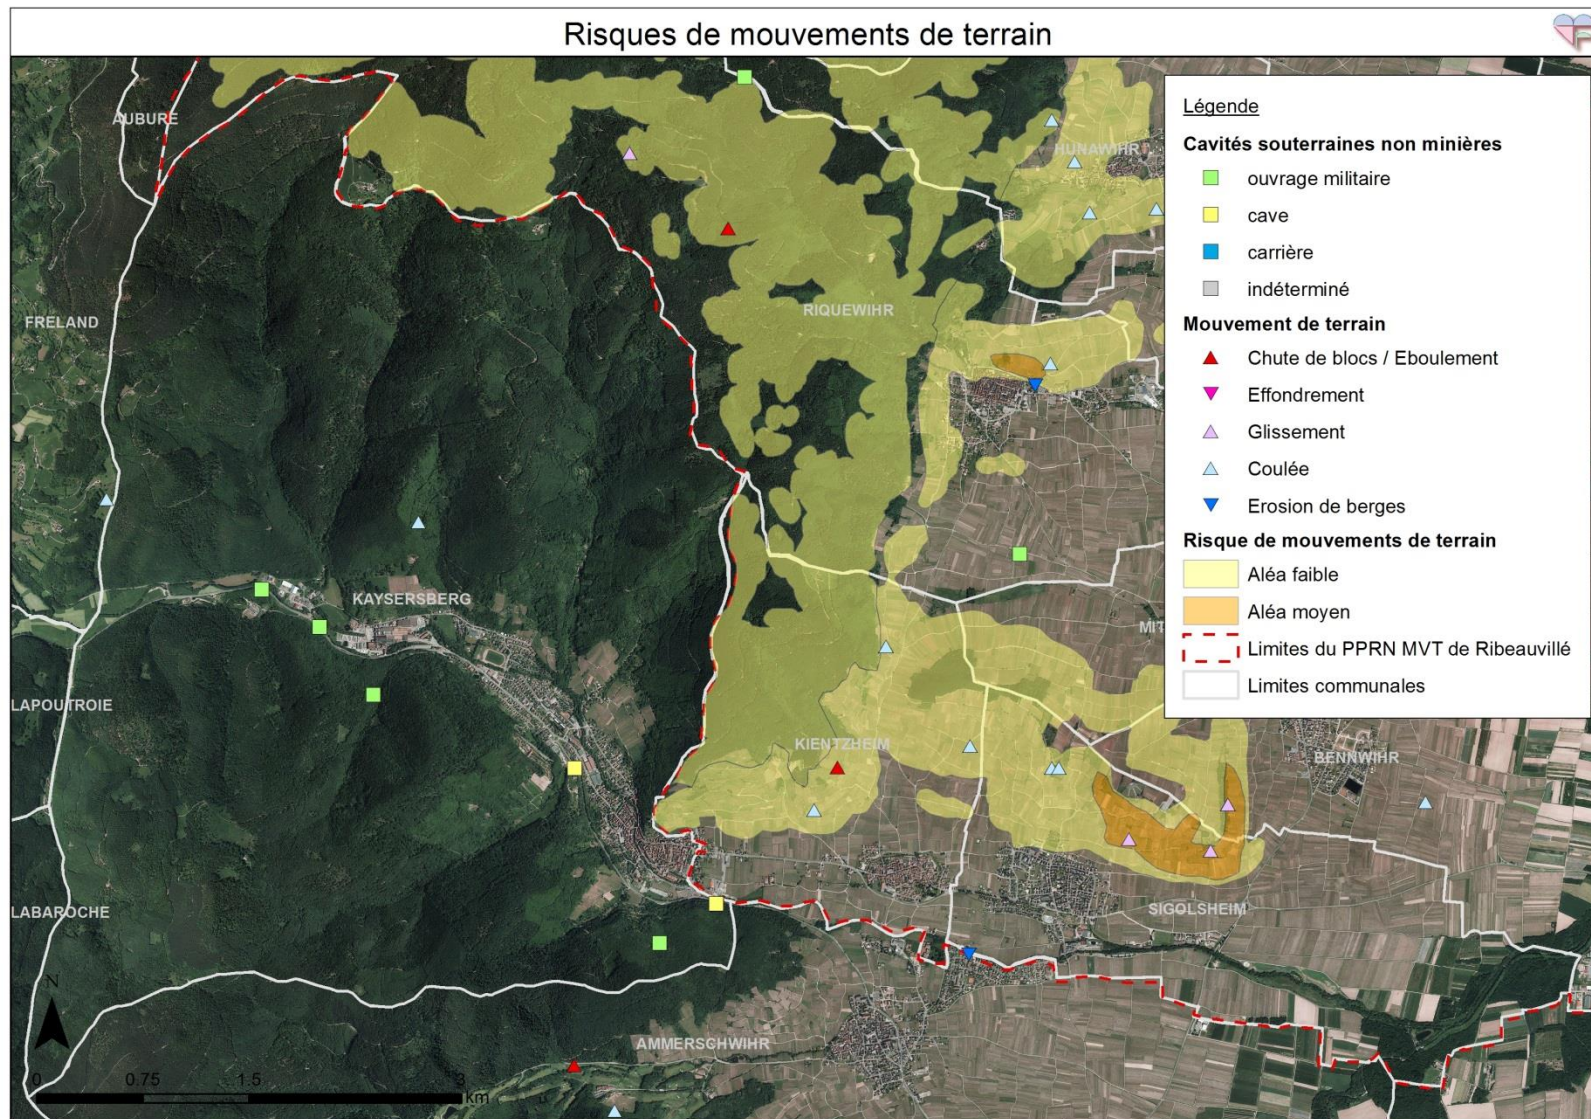 Risques de mouvements de terrain
Légende
Cavités souterraines non minières
ouvrage militaire
cave
carrière
indéterminé
Mouvement de terrain
Chute de blocs / Eboulement
Effondrement
Glissement
Coulée
Erosion de berges
Risque de mouvements de terrain
Aléa faible
Aléa moyen
Limites du PPRN MVT de Ribeauvillé
Limites communales
AUBURE
HUNAWIHR
FRELAND
RIQUEWIHR
KAYSERSBERG
MIT
LAPOUTROIE
KIENTZHEIM
BENNWIHR
LABAROCHE
SIGOLSHEIM
N
AMMERSCHWIHR
0 0.75 1.5 3
km